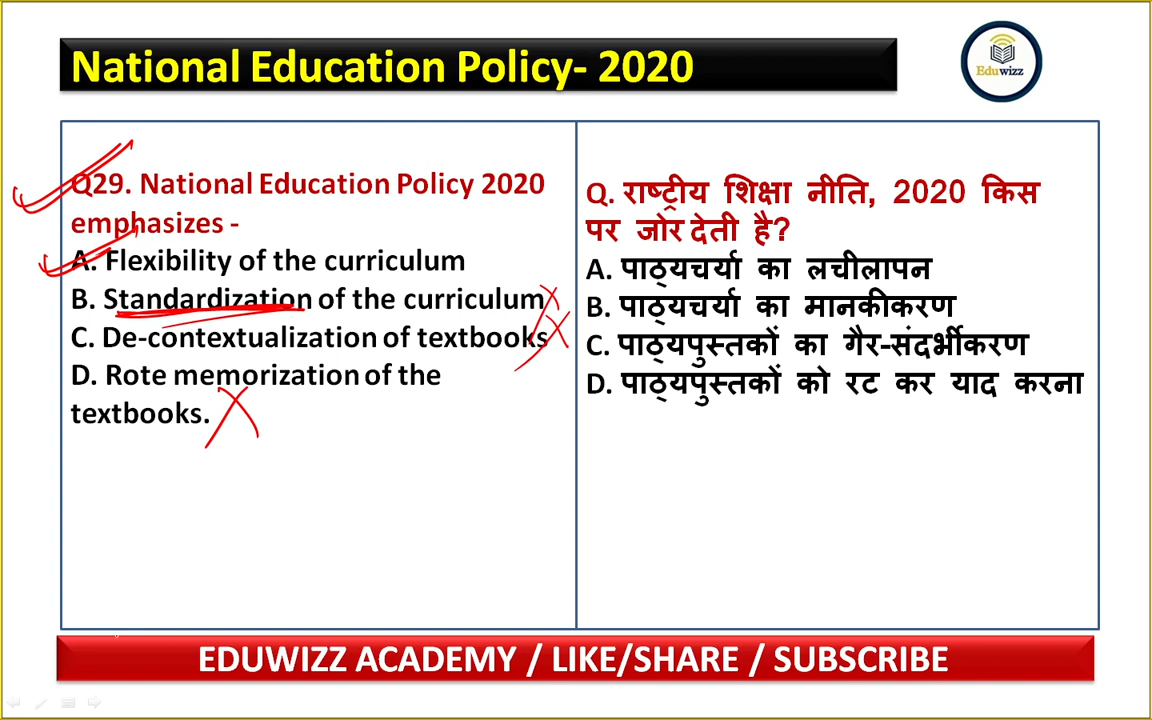 National Education Policy- 2020
Eduwizz
Q29. National Education Policy 2020
emphasizes -
A. Flexibility of the curriculum
B. Standardization of the curriculum
C. De-contextualization of textbooks
D. Rote memorization of the
textbooks.
Q. राष्ट्रीय शिक्षा नीति, 2020 किस
पर जोर देती है?
A. पाठ्यचर्या का लचीलापन
B. पाठ्यचर्या का मानकीकरण
C. पाठ्यपुस्तकों का गैर-संदर्भीकरण
D. पाठ्यपुस्तकों को रट कर याद करना
EDUWIZZ ACADEMY / LIKE/SHARE / SUBSCRIBE